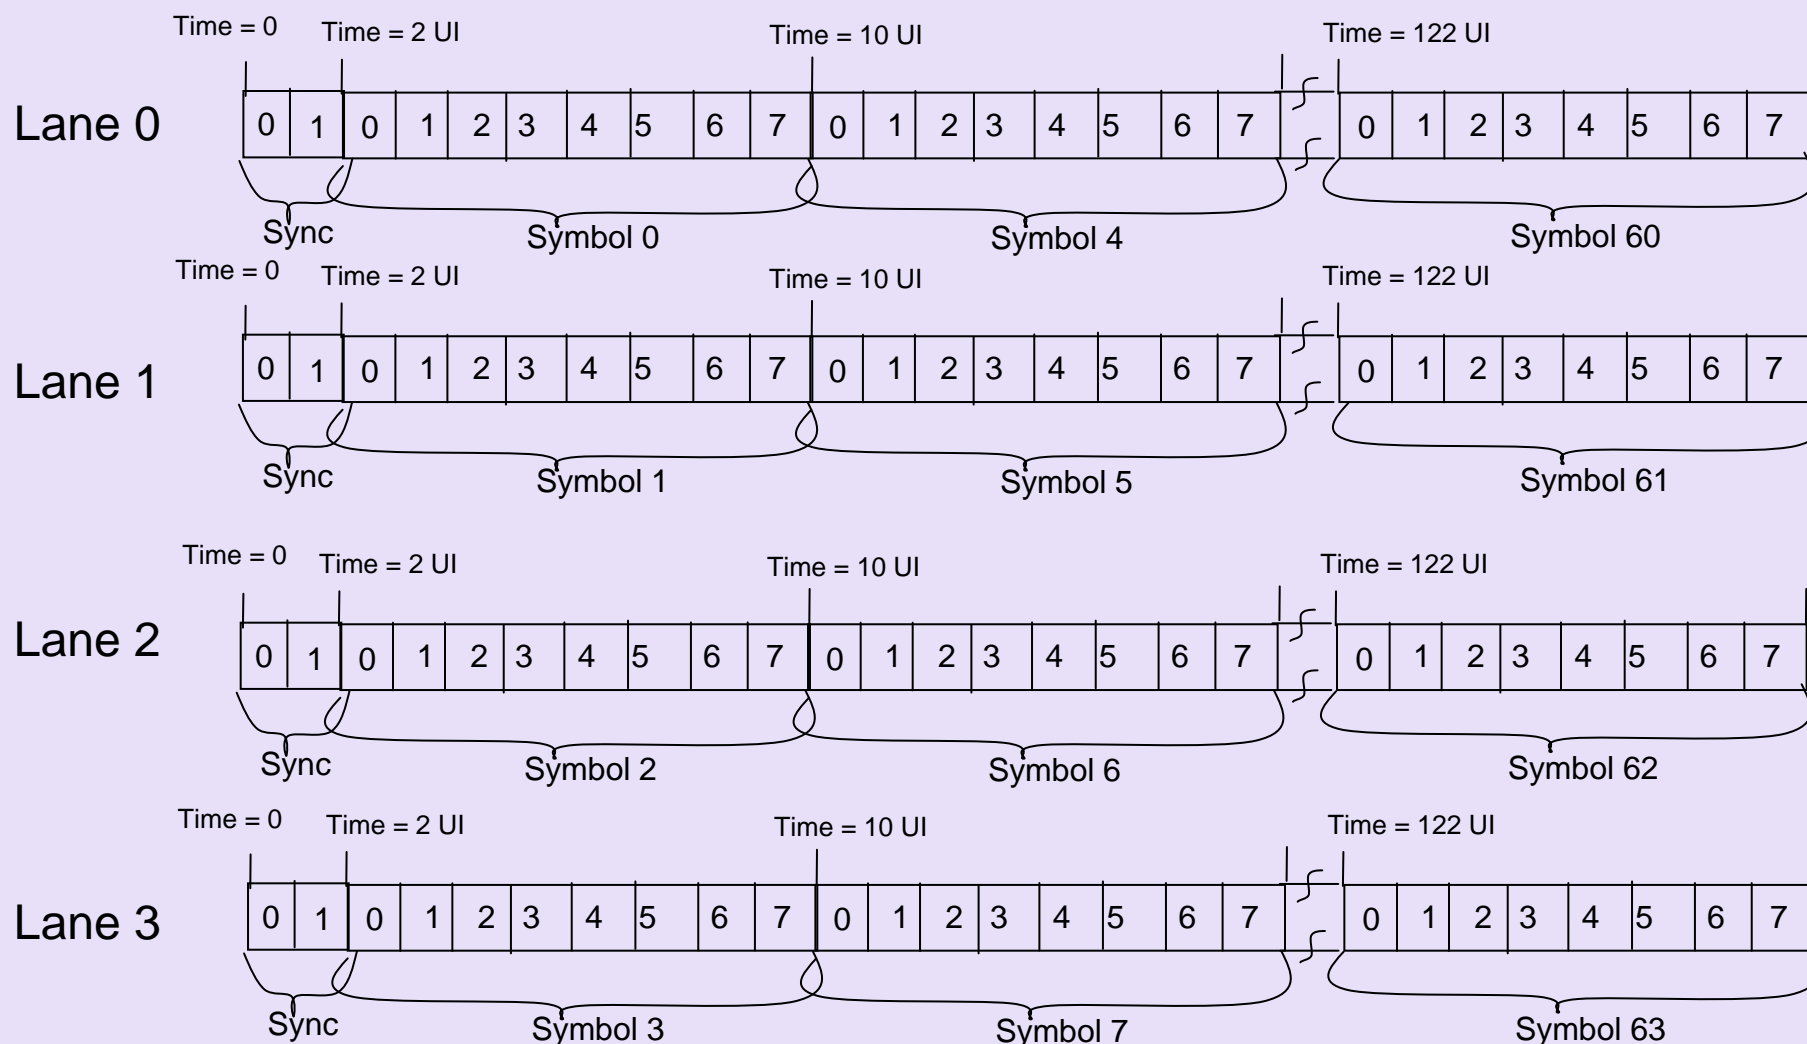 Time = 0 Time = 2 UI Time = 10 UI Time = 122 UI
Lane 0 0 1 0 1 2 3 4 5 6 7 0 1 2 3 4 5 6 7 0 1 2 3 4 5 6 7
Sync Symbol 0 Symbol 4 Symbol 60
Time = 0 Time = 2 UI Time = 10 UI Time = 122 UI
Lane 1 0 1 0 1 2 3 4 5 6 7 0 1 2 3 4 5 6 7 0 1 2 3 4 5 6 7
Sync Symbol 1 Symbol 5 Symbol 61
Time = 0 Time = 2 UI Time = 10 UI Time = 122 UI
Lane 2 0 1 0 1 2 3 4 5 6 7 0 1 2 3 4 5 6 7 0 1 2 3 4 5 6 7
Sync Symbol 2 Symbol 6 Symbol 62
Time = 0 Time = 2 UI Time = 10 UI Time = 122 UI
Lane 3 0 1 0 1 2 3 4 5 6 7 0 1 2 3 4 5 6 7 0 1 2 3 4 5 6 7
Sync Symbol 3 Symbol 7 Symbol 63